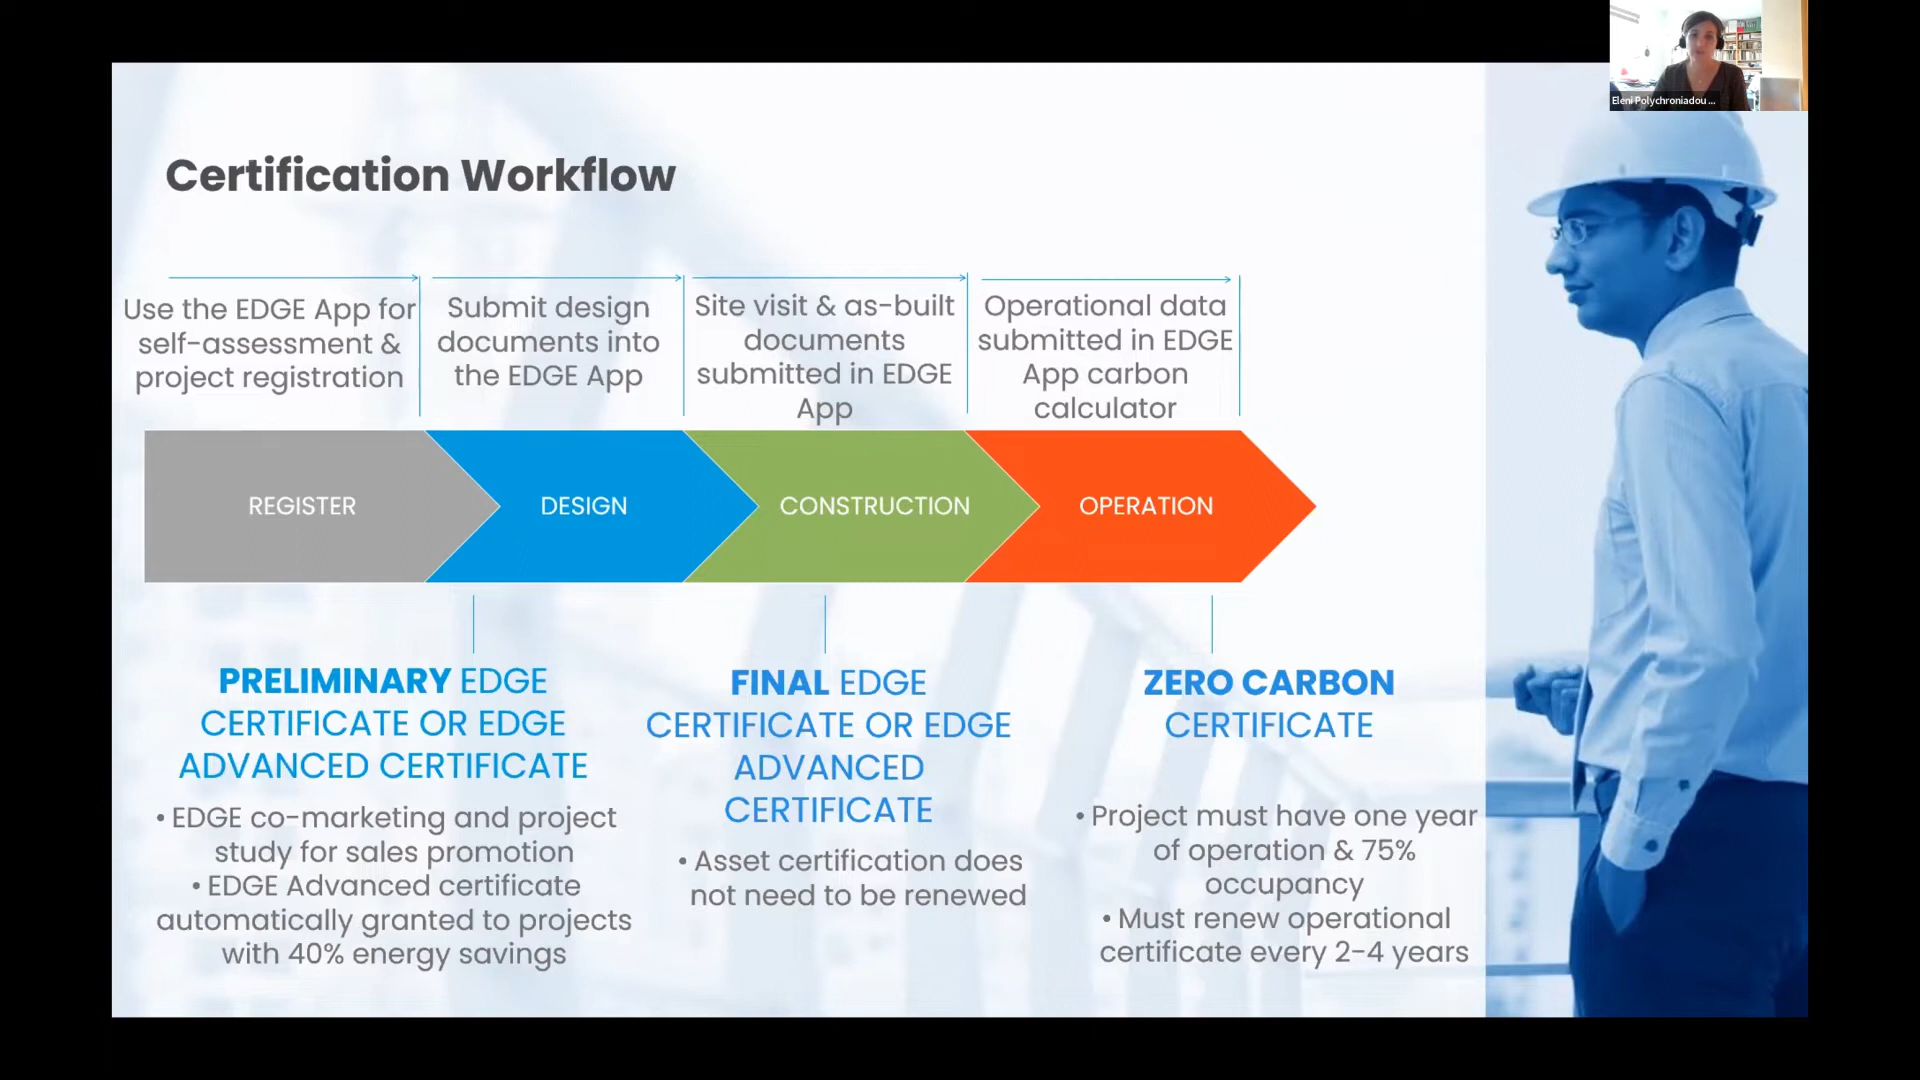 Eleni Polychroniadou ...
Certification Workflow
Use the EDGE App for
self-assessment &
project registration
Submit design
documents into
the EDGE App
Site visit & as-built
documents
submitted in EDGE
App
Operational data
submitted in EDGE
App carbon
calculator
REGISTER
DESIGN
CONSTRUCTION
OPERATION
PRELIMINARY EDGE
CERTIFICATE OR EDGE
ADVANCED CERTIFICATE
• EDGE co-marketing and project
study for sales promotion
• EDGE Advanced certificate
automatically granted to projects
with 40% energy savings
FINAL EDGE
CERTIFICATE OR EDGE
ADVANCED
CERTIFICATE
• Asset certification does
not need to be renewed
ZERO CARBON
CERTIFICATE
• Project must have one year
of operation & 75%
occupancy
• Must renew operational
certificate every 2-4 years